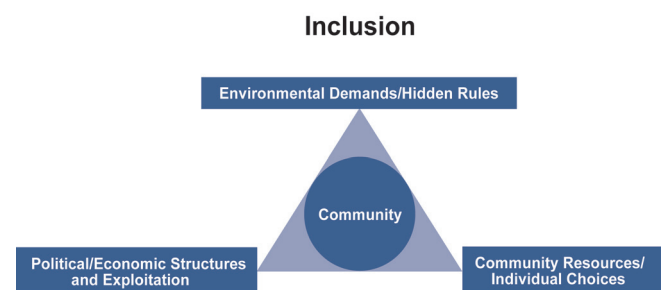 Inclusion
Environmental Demands/Hidden Rules
Community
Political/Economic Structures
and Exploitation
Community Resources/
Individual Choices